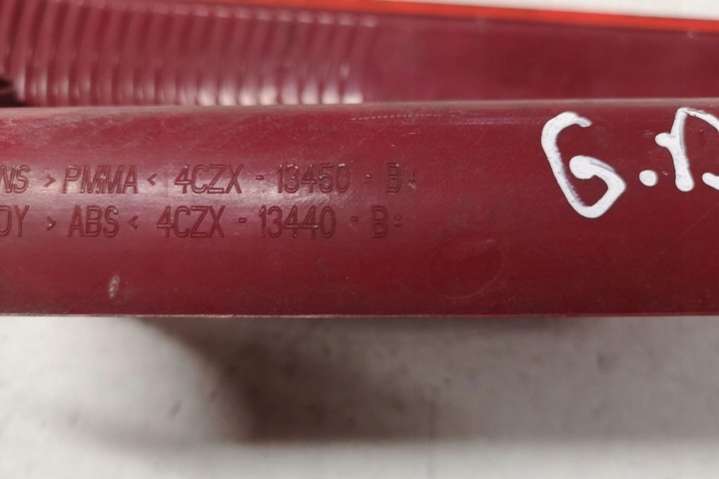 NS > PMMA < 4CZX - 13450 - B
DY > ABS < 4CZX - 13440 - B
G.